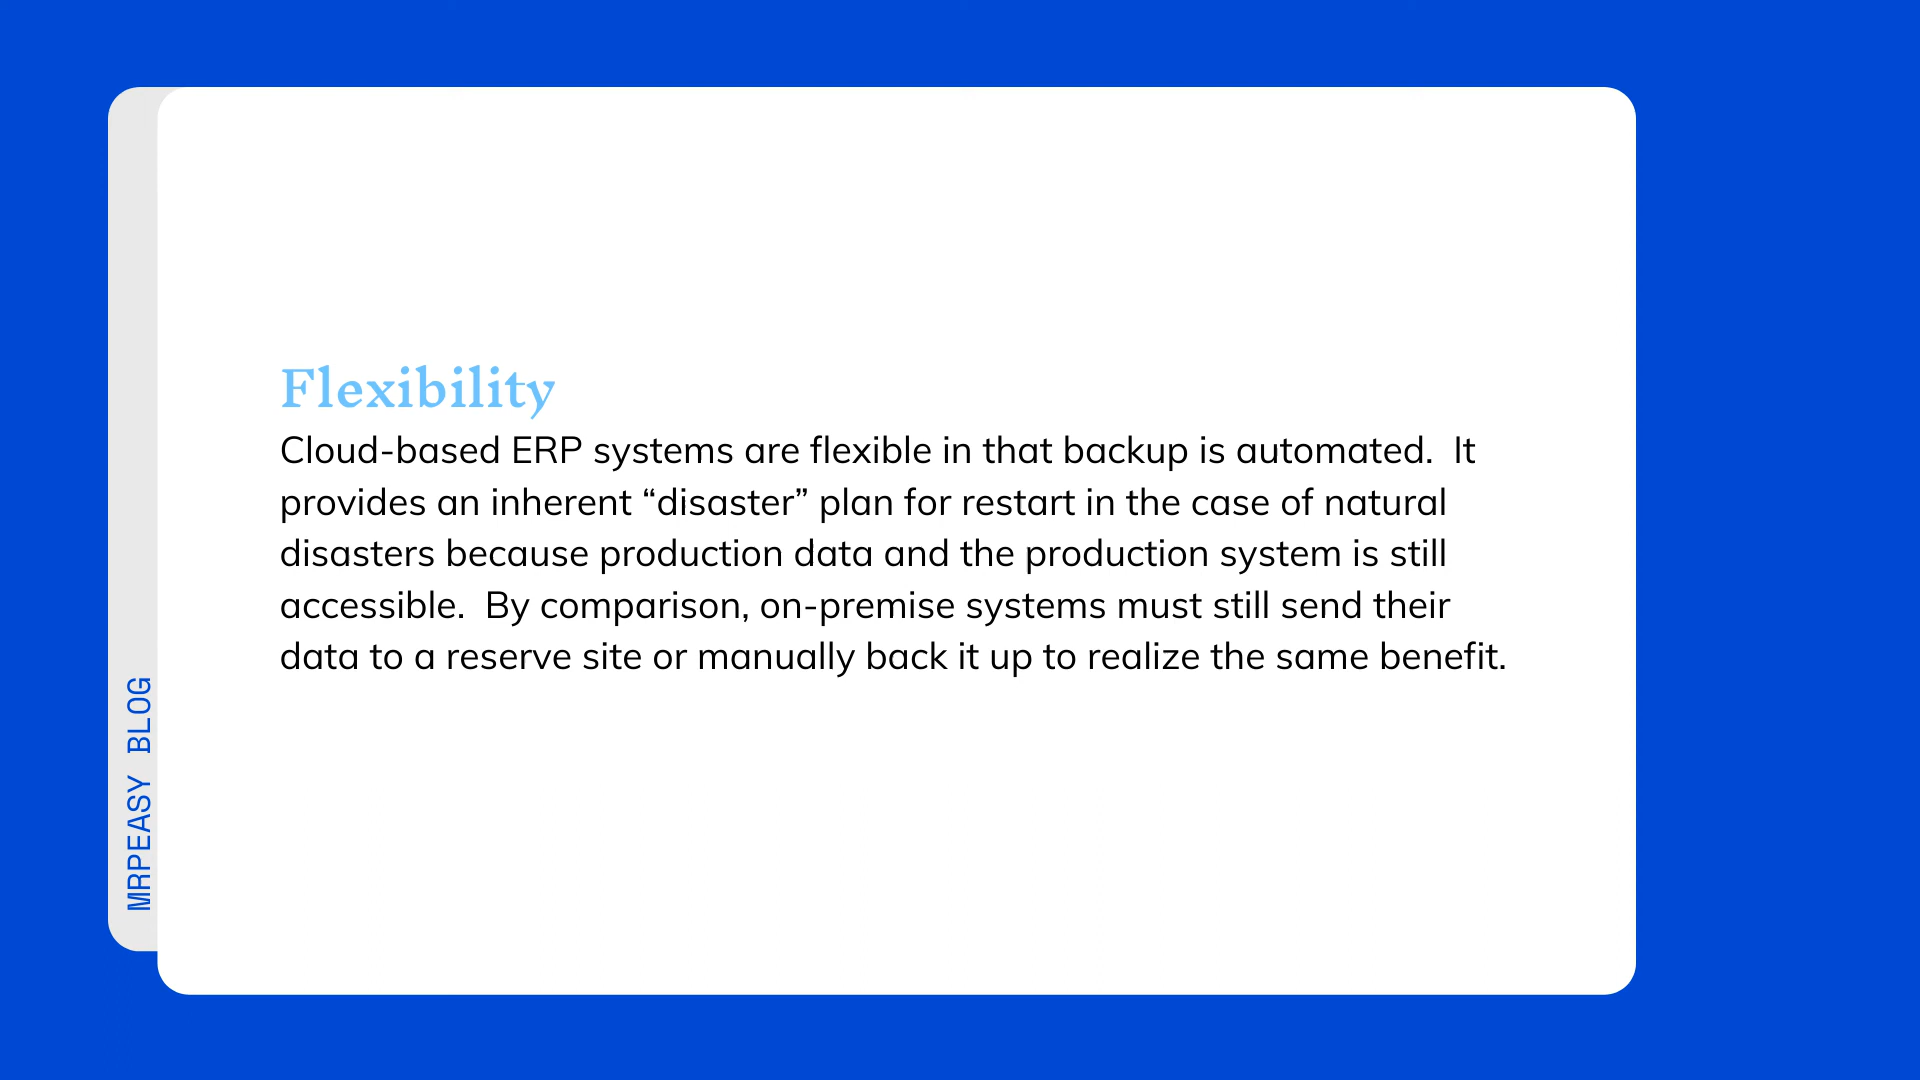 Flexibility
Cloud-based ERP systems are flexible in that backup is automated.  It
provides an inherent “disaster” plan for restart in the case of natural
disasters because production data and the production system is still
accessible.  By comparison, on-premise systems must still send their
data to a reserve site or manually back it up to realize the same benefit.
MRPEASY BLOG